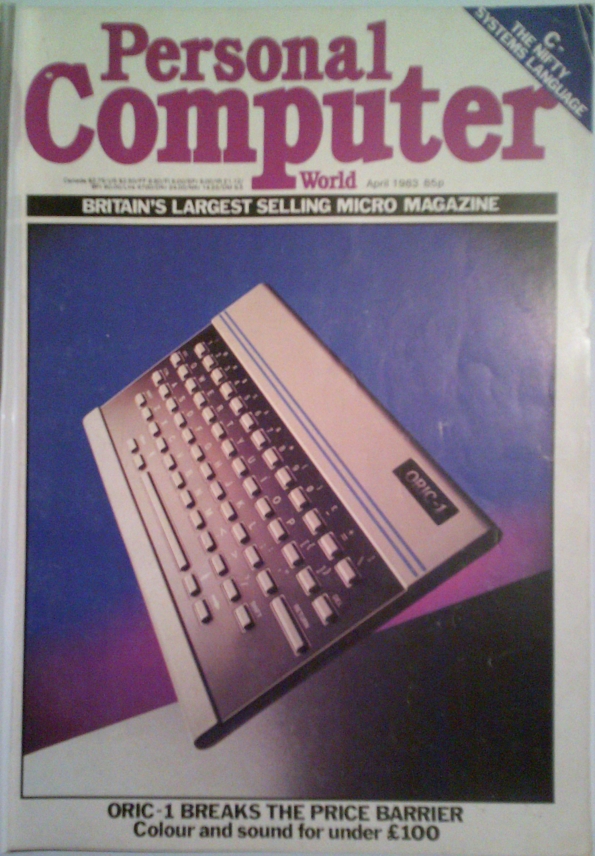 Personal
Computer
World April 1983 85p
C-
THE NIFTY
SYSTEMS LANGUAGE
BRITAIN'S LARGEST SELLING MICRO MAGAZINE
ORIC-1
ORIC-1 BREAKS THE PRICE BARRIER
Colour and sound for under £100